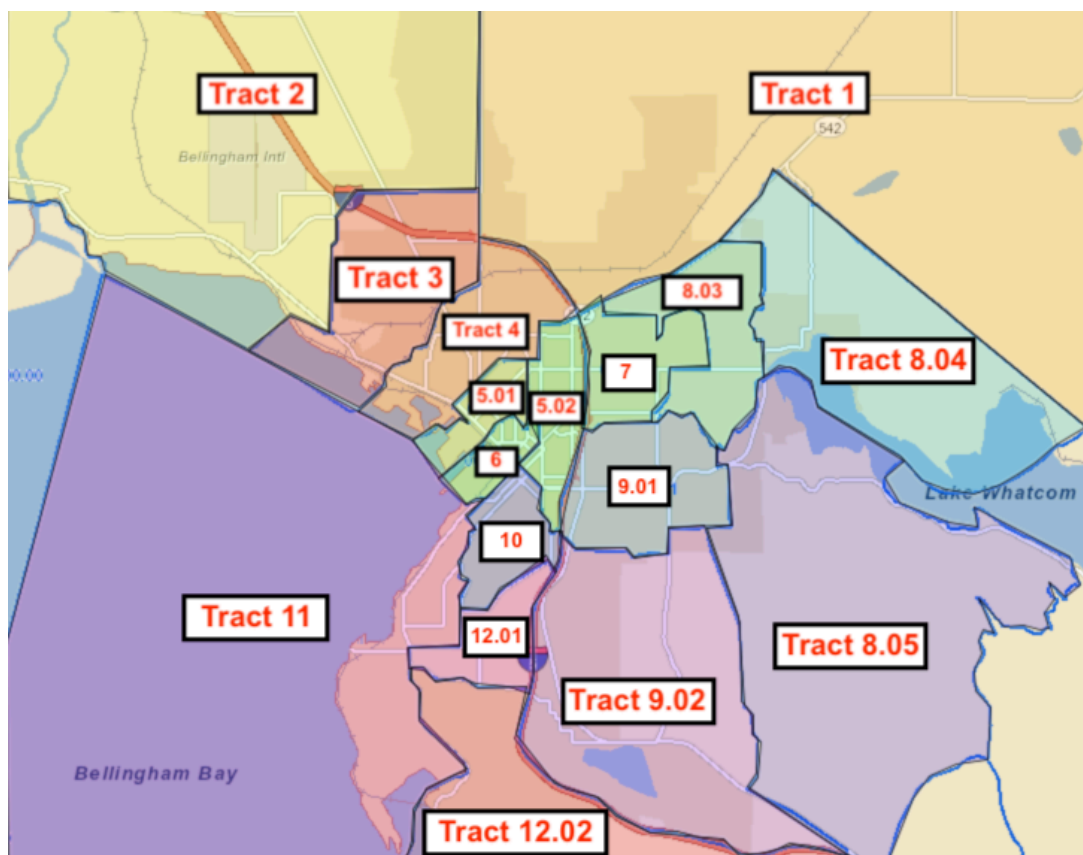 Tract 2
Tract 1
542
Bellingham Intl
Tract 3
8.03
Tract 4
Tract 8.04
7
00.00
5.01
5.02
6
9.01
Lake Whatcom
10
Tract 11
12.01
Tract 8.05
Tract 9.02
Bellingham Bay
Tract 12.02